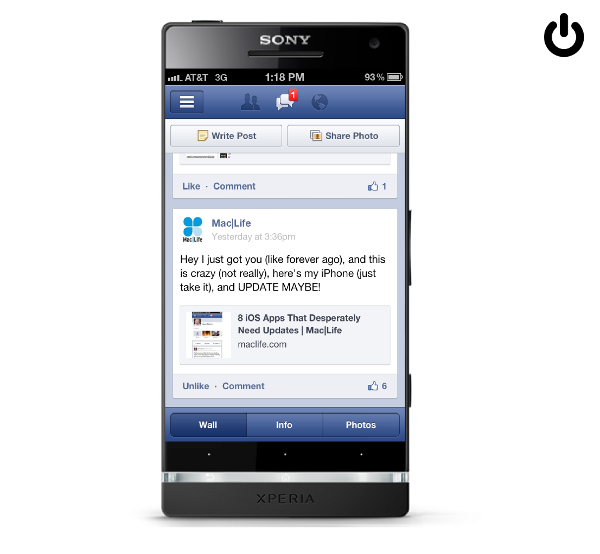 SONY
AT&T 3G 1:18 PM 93%
1
Write Post Share Photo
Like · Comment 1
Mac|Life
Mac|Life
Yesterday at 3:36pm
Hey I just got you (like forever ago), and this
is crazy (not really), here's my iPhone (just
take it), and UPDATE MAYBE!
8 iOS Apps That Desperately
Need Updates | Mac|Life
maclife.com
Unlike · Comment 6
Wall Info Photos
XPERIA